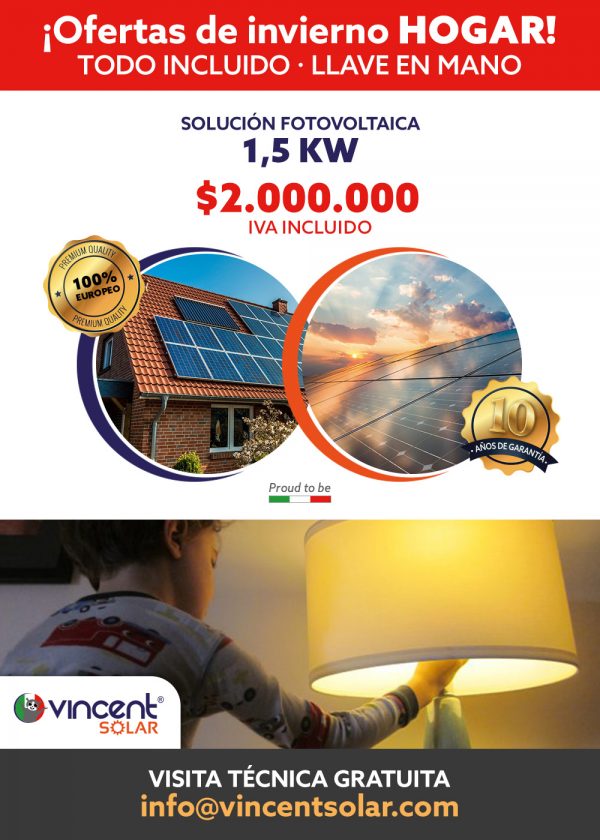 ¡Ofertas de invierno HOGAR!
TODO INCLUIDO · LLAVE EN MANO
SOLUCIÓN FOTOVOLTAICA
1,5 KW
$2.000.000
IVA INCLUIDO
PREMIUM QUALITY
100%
EUROPEO
PREMIUM QUALITY
10
AÑOS DE GARANTÍA
Proud to be
vincent®
SOLAR
VISITA TÉCNICA GRATUITA
info@vincentsolar.com